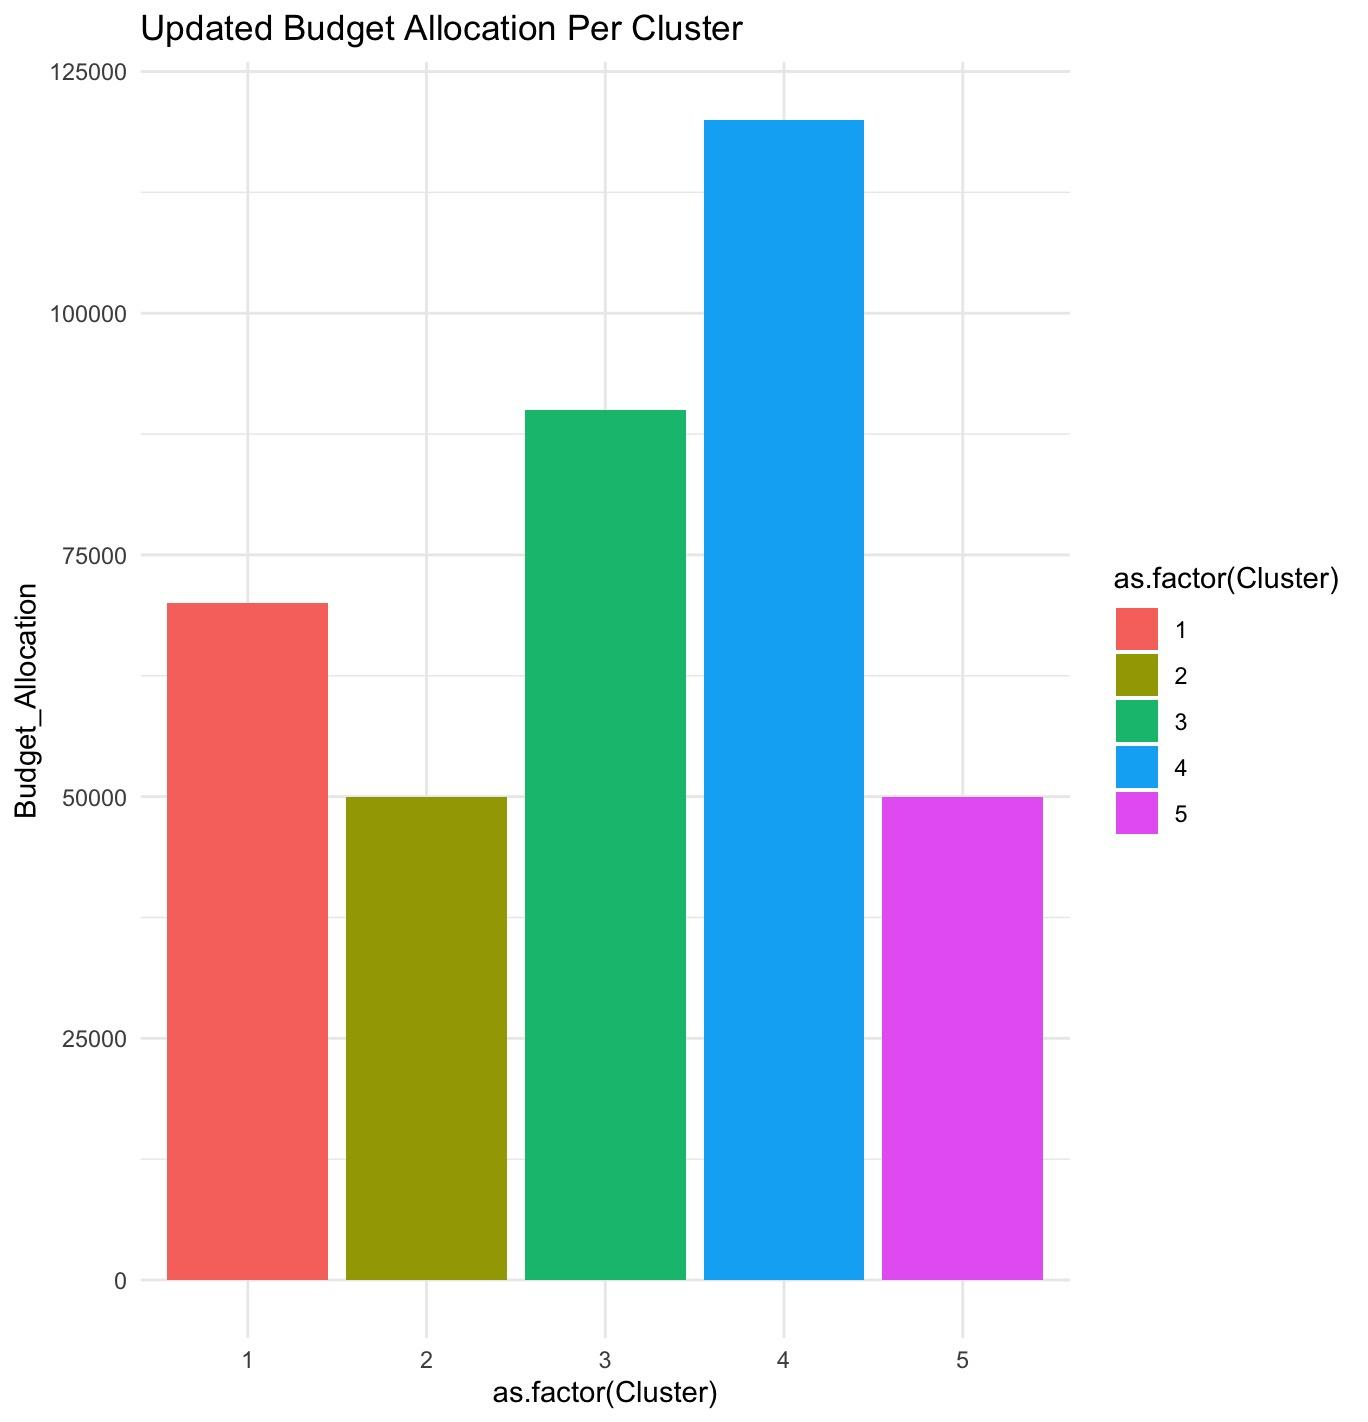 Updated Budget Allocation Per Cluster
125000
100000
75000
50000
25000
0
Budget_Allocation
1 2 3 4 5
as.factor(Cluster)
as.factor(Cluster)
1
2
3
4
5